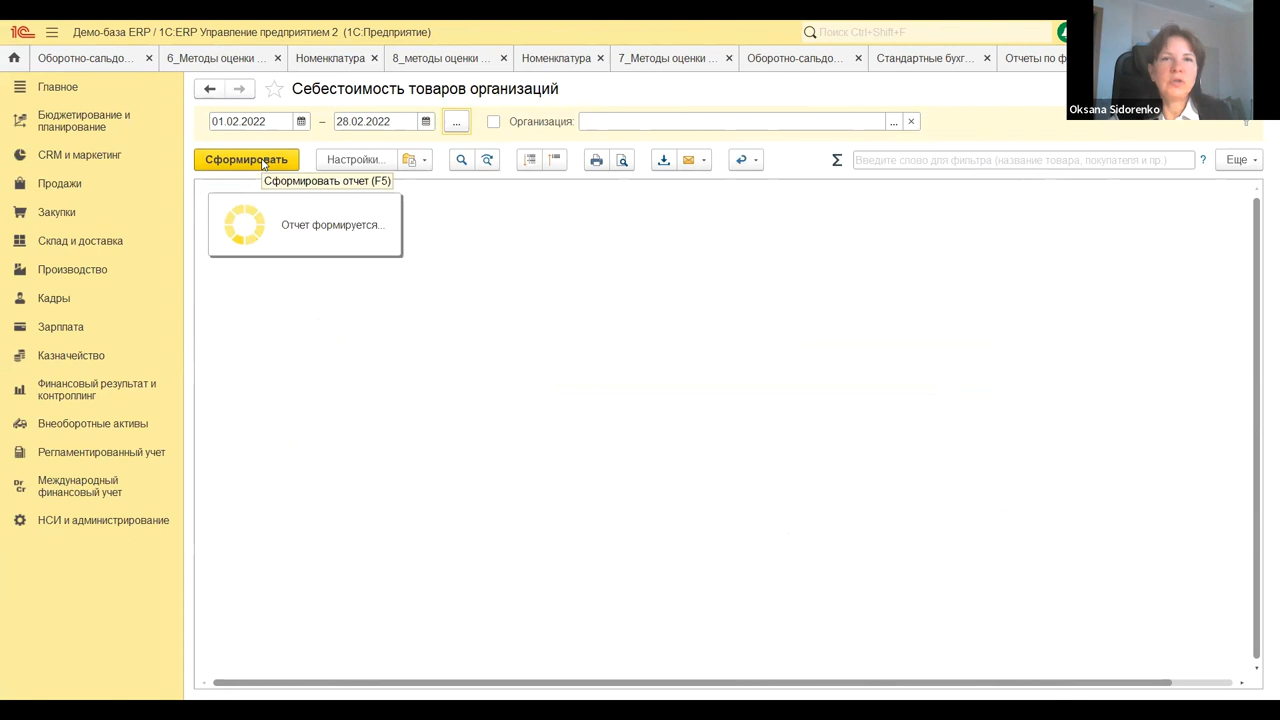 Демо-база ERP / 1С:ERP Управление предприятием 2 (1С:Предприятие)
Поиск Ctrl+Shift+F
Оборотно-сальдо... × 6_Методы оценки ... × Номенклатура × 8_методы оценки ... × Номенклатура × 7_Методы оценки ... × Оборотно-сальдо... × Стандартные бухг... × Отчеты по ф
Oksana Sidorenko
Главное
Бюджетирование и
планирование
CRM и маркетинг
Продажи
Закупки
Склад и доставка
Производство
Кадры
Зарплата
Казначейство
Финансовый результат и
контроллинг
Внеоборотные активы
Регламентированный учет
Международный
финансовый учет
НСИ и администрирование
Себестоимость товаров организаций
01.02.2022 – 28.02.2022 ... Организация: ... ×
Сформировать Настройки... Σ Введите слово для фильтра (название товара, покупателя и пр.) ? Еще
Сформировать отчет (F5)
Отчет формируется...